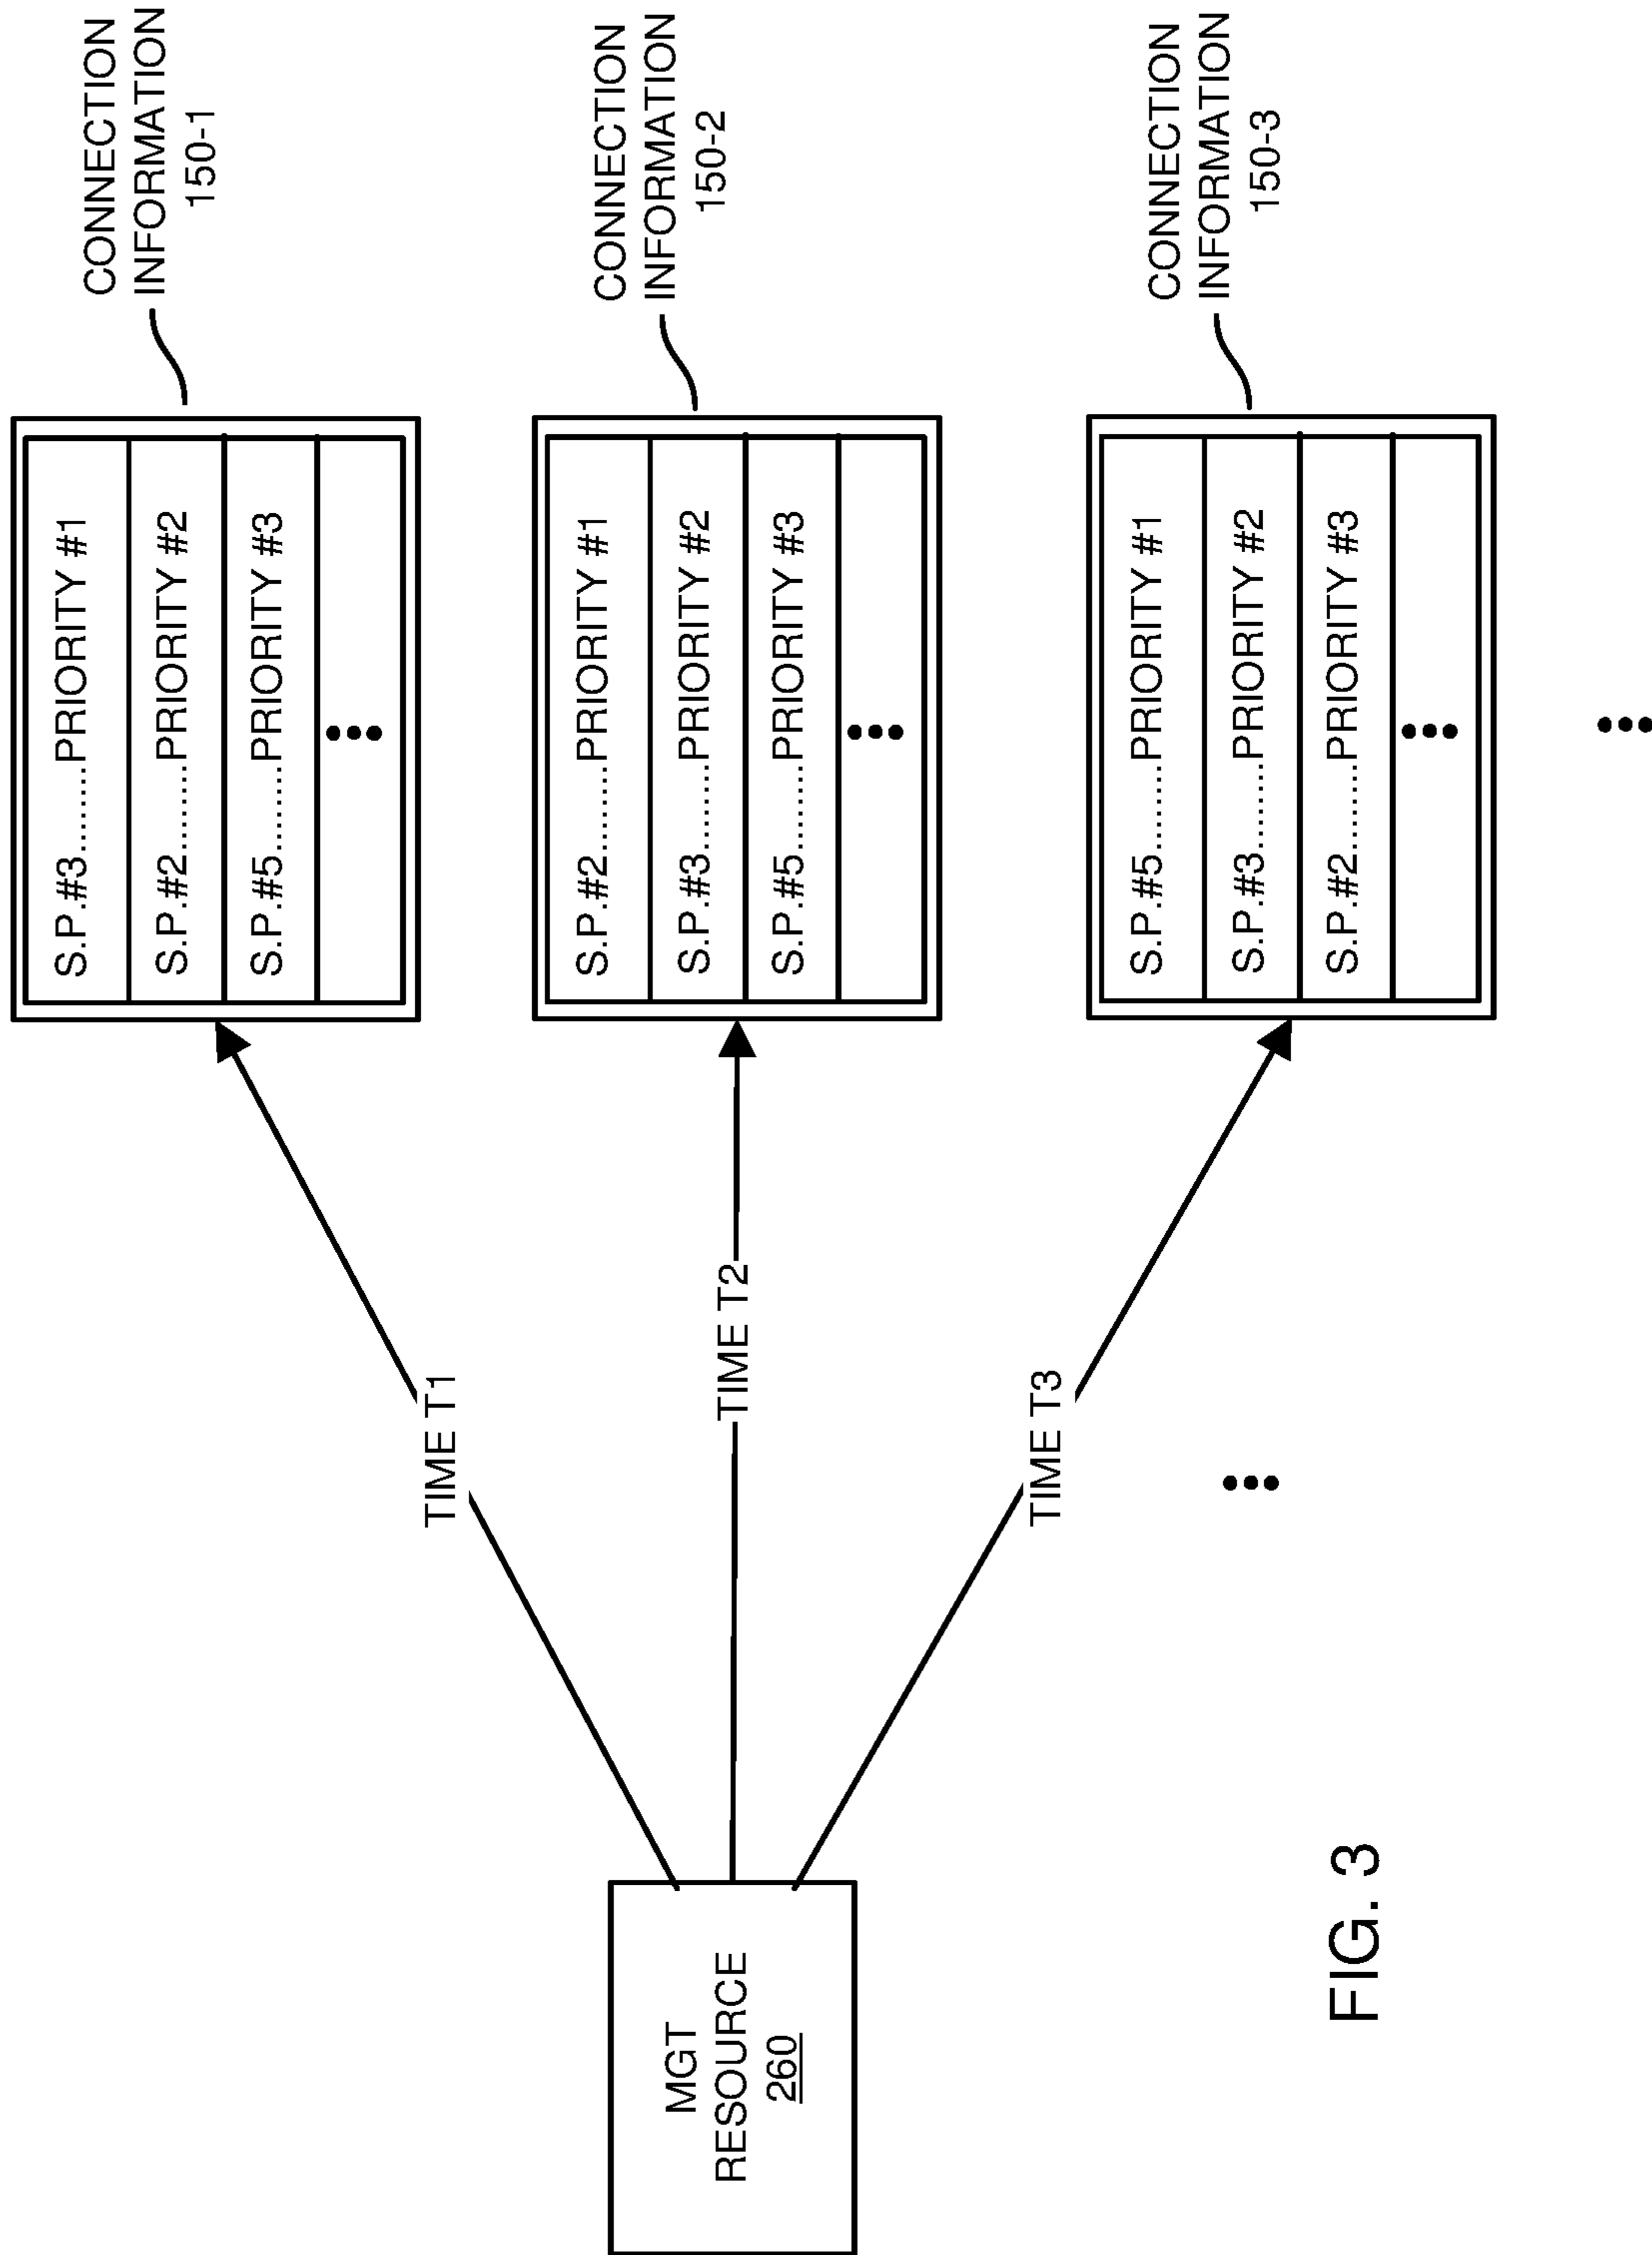 MGT
RESOURCE
260
TIME T1
TIME T2
TIME T3
S.P.#3.........PRIORITY #1
S.P.#2.........PRIORITY #2
S.P.#5.........PRIORITY #3
CONNECTION
INFORMATION
150-1
S.P.#2.........PRIORITY #1
S.P.#3.........PRIORITY #2
S.P.#5.........PRIORITY #3
CONNECTION
INFORMATION
150-2
S.P.#5.........PRIORITY #1
S.P.#3.........PRIORITY #2
S.P.#2.........PRIORITY #3
CONNECTION
INFORMATION
150-3
FIG. 3